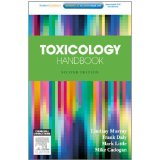 TOXICOLOGY
HANDBOOK
SECOND EDITION
Lindsay Murray
Frank Daly
Mark Little
Mike Cadogan